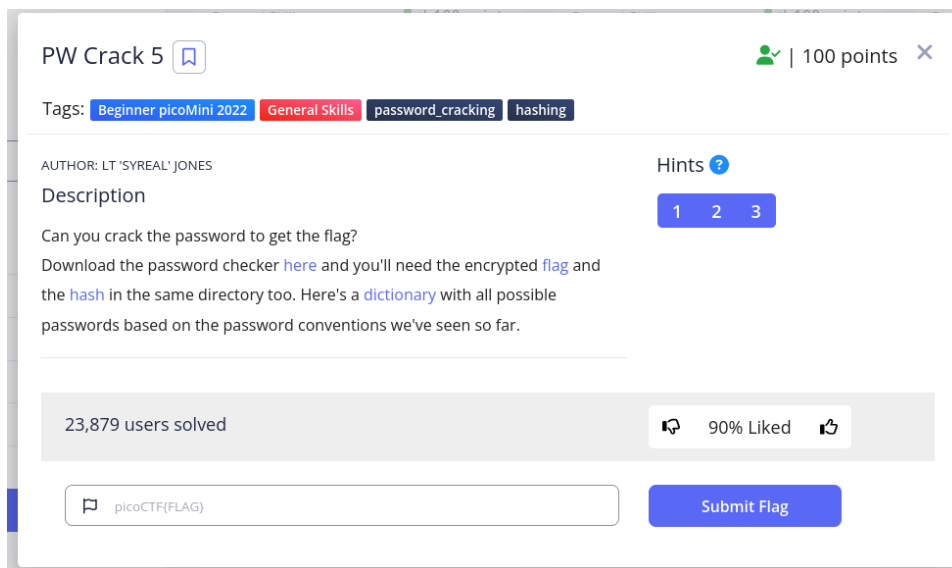 PW Crack 5
| 100 points
Tags: Beginner picoMini 2022 General Skills password_cracking hashing
AUTHOR: LT 'SYREAL' JONES
Description
Can you crack the password to get the flag?
Download the password checker here and you'll need the encrypted flag and
the hash in the same directory too. Here's a dictionary with all possible
passwords based on the password conventions we've seen so far.
Hints ?
1 2 3
23,879 users solved
90% Liked
picoCTF{FLAG}
Submit Flag